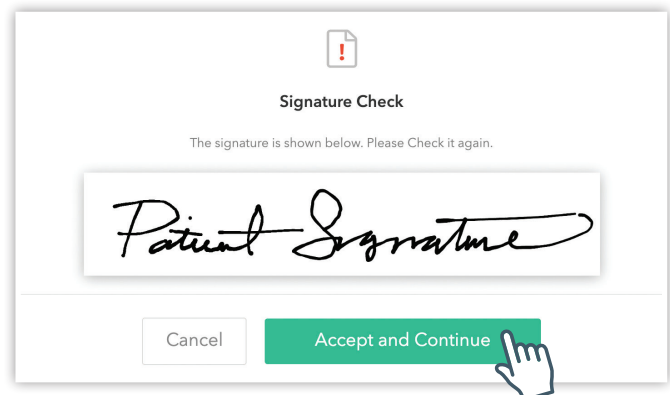 !
Signature Check
The signature is shown below. Please Check it again.
Patient Signature
Cancel
Accept and Continue